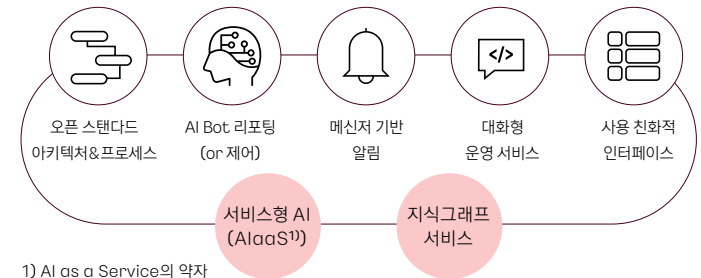 </>
오픈 스탠다드
아키텍처&프로세스
AI Bot 리포팅
(or 제어)
메신저 기반
알림
대화형
운영 서비스
사용 친화적
인터페이스
서비스형 AI
(AIaaS¹⁾)
지식그래프
서비스
1) AI as a Service의 약자